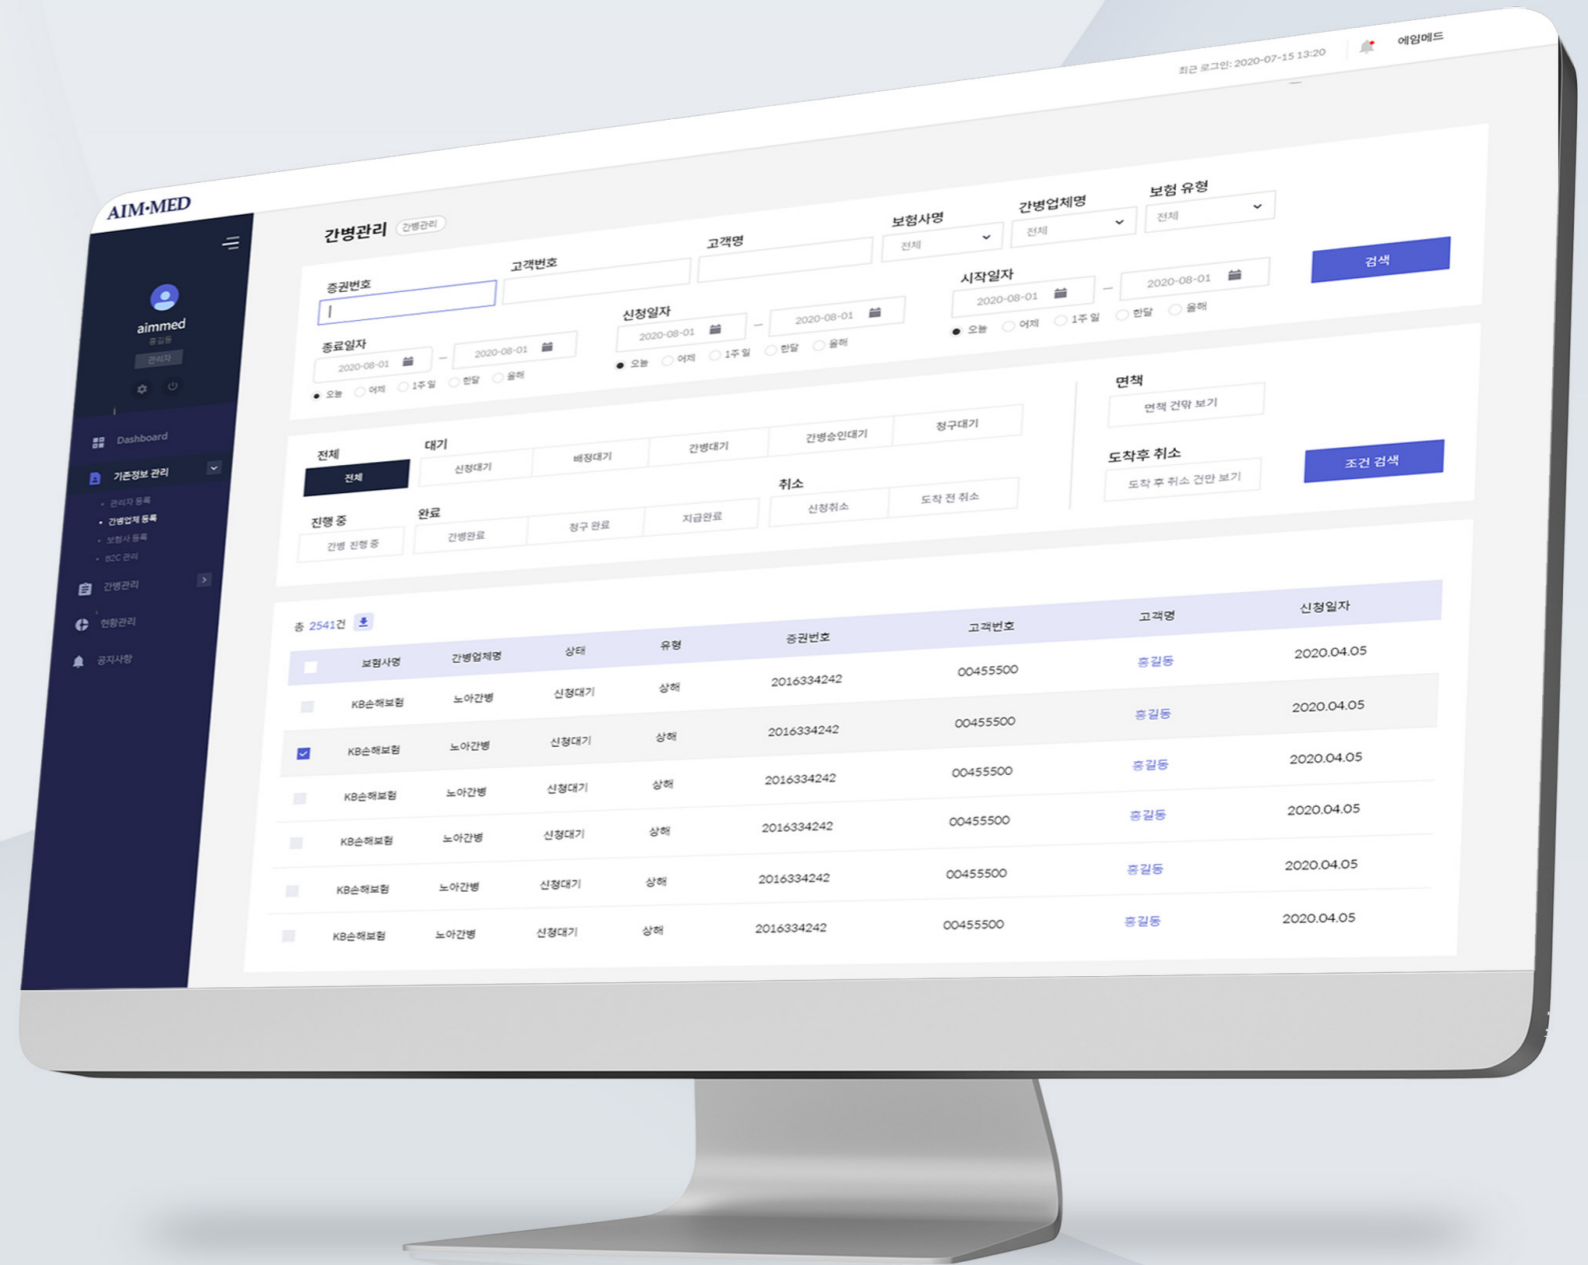 최근 로그인: 2020-07-15 13:20 에임메드
AIM·MED
aimmed
홍길동
관리자
Dashboard
기존정보 관리
관리자 등록
간병업체 등록
보험사 등록
B2C 관리
간병관리
현황관리
공지사항
간병관리 간병관리
증권번호 고객번호 고객명 보험사명 간병업체명 보험 유형
전체 전체 전체
종료일자 신청일자 시작일자
2020-08-01 – 2020-08-01 2020-08-01 – 2020-08-01 2020-08-01 – 2020-08-01
오늘 어제 1주일 한달 올해 오늘 어제 1주일 한달 올해 오늘 어제 1주일 한달 올해
검색
전체 대기
전체 신청대기 배정대기 간병대기 간병승인대기 청구대기
진행 중 완료 취소
간병 진행 중 간병완료 청구 완료 지급완료 신청취소 도착 전 취소
면책
면책 건만 보기
도착후 취소
도착 후 취소 건만 보기
조건 검색
총 2541건
보험사명 간병업체명 상태 유형 증권번호 고객번호 고객명 신청일자
KB손해보험 노아간병 신청대기 상해 2016334242 00455500 홍길동 2020.04.05
KB손해보험 노아간병 신청대기 상해 2016334242 00455500 홍길동 2020.04.05
KB손해보험 노아간병 신청대기 상해 2016334242 00455500 홍길동 2020.04.05
KB손해보험 노아간병 신청대기 상해 2016334242 00455500 홍길동 2020.04.05
KB손해보험 노아간병 신청대기 상해 2016334242 00455500 홍길동 2020.04.05
KB손해보험 노아간병 신청대기 상해 2016334242 00455500 홍길동 2020.04.05